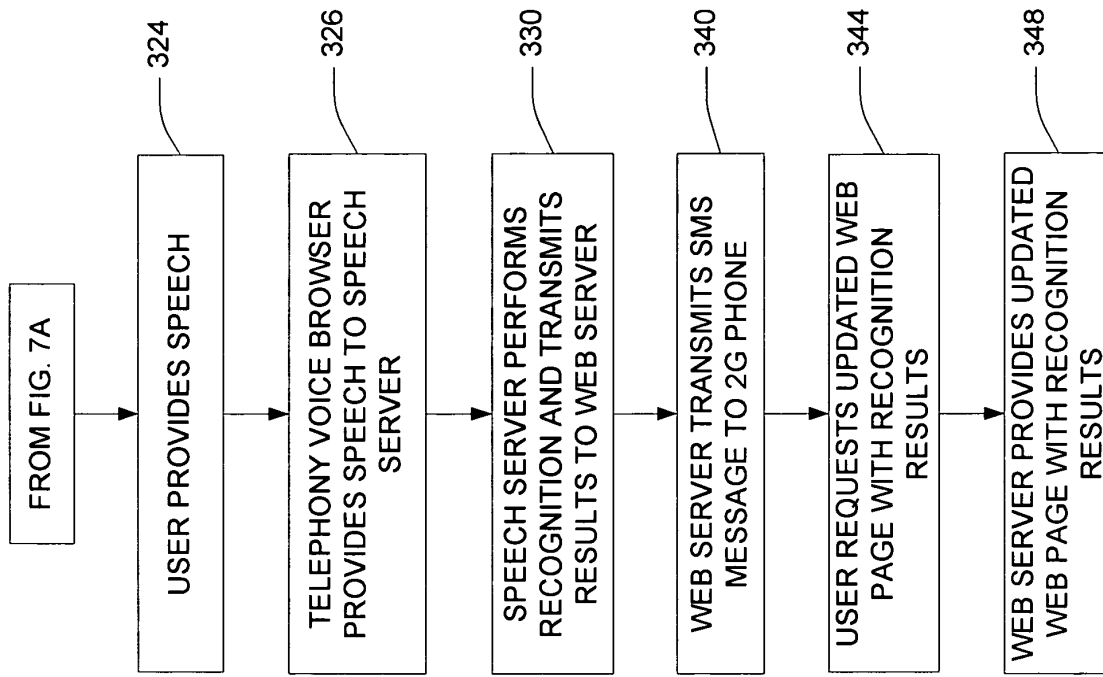 FROM FIG. 7A
USER PROVIDES SPEECH
324
TELEPHONY VOICE BROWSER
PROVIDES SPEECH TO SPEECH
SERVER
326
SPEECH SERVER PERFORMS
RECOGNITION AND TRANSMITS
RESULTS TO WEB SERVER
330
WEB SERVER TRANSMITS SMS
MESSAGE TO 2G PHONE
340
USER REQUESTS UPDATED WEB
PAGE WITH RECOGNITION
RESULTS
344
WEB SERVER PROVIDES UPDATED
WEB PAGE WITH RECOGNITION
RESULTS
348